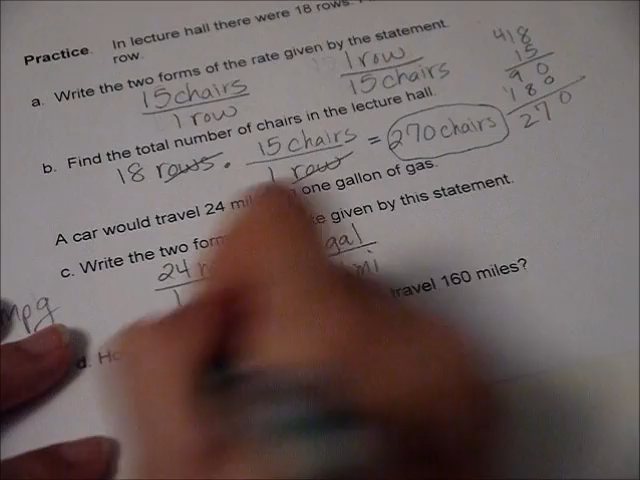 Practice. In lecture hall there were 18 rows.
row.
a. Write the two forms of the rate given by the statement.
15 chairs
1 row
1 row
15 chairs
418
15
90
180
270
b. Find the total number of chairs in the lecture hall.
18 rows · 15 chairs = 270 chairs
1 row
A car would travel 24 one gallon of gas.
c. Write the two given by this statement.
24
1
gal
mi
mpg
d. travel 160 miles?